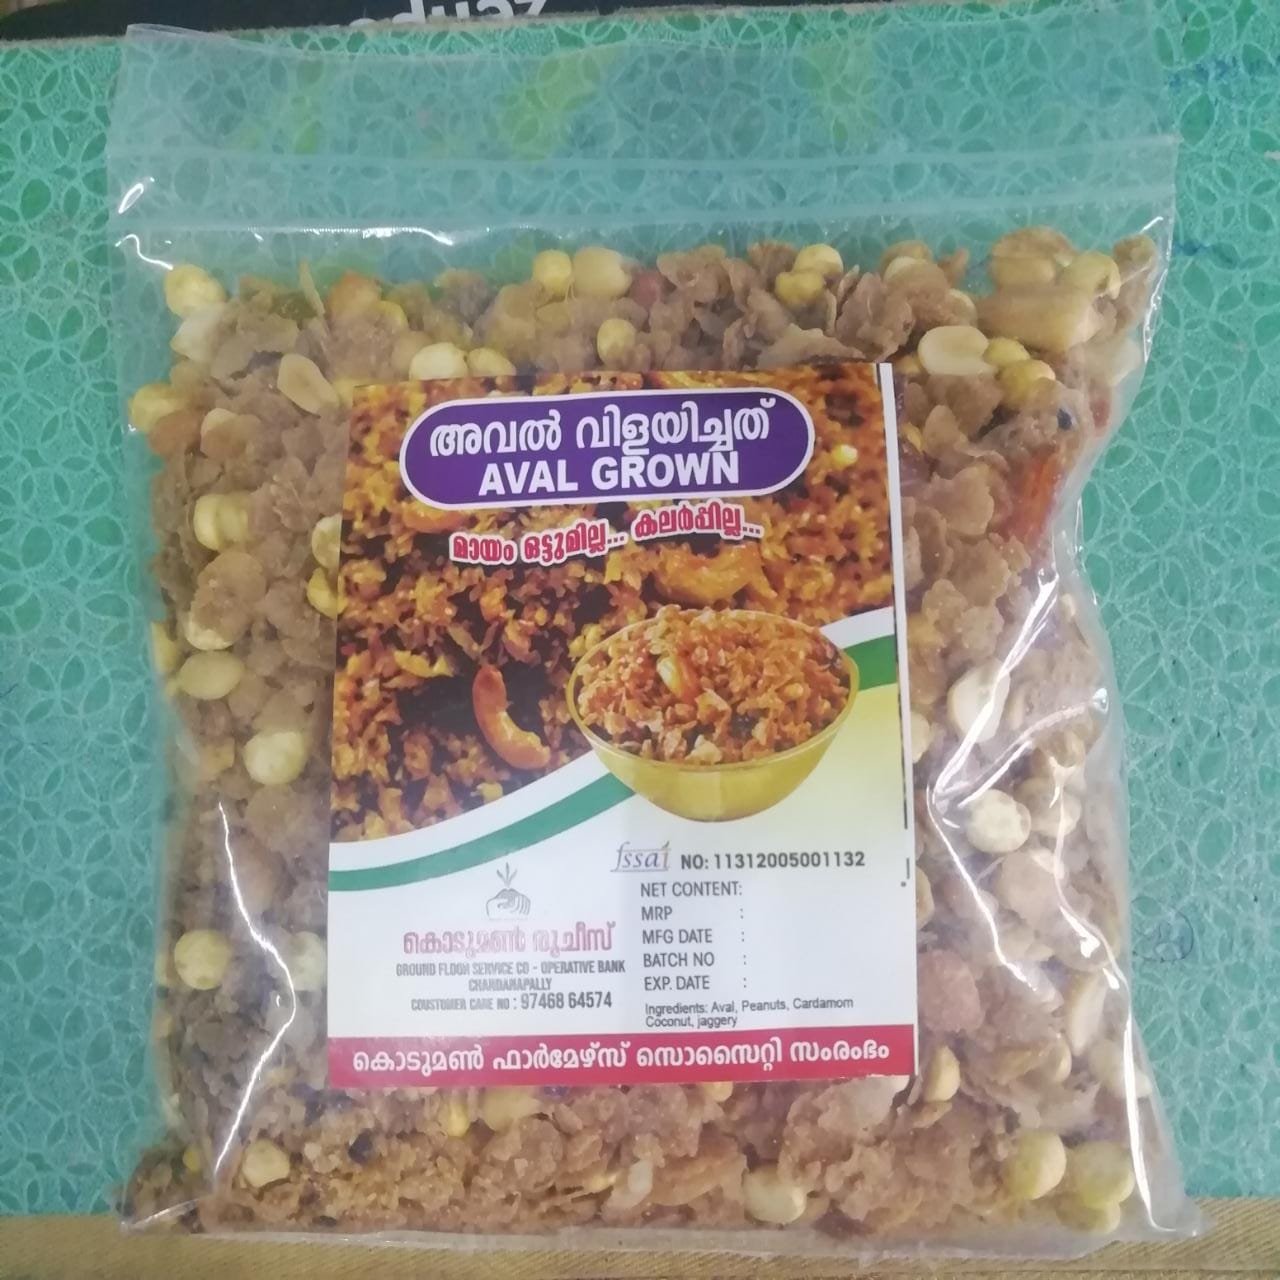 അവൽ വിളയിച്ചത്
AVAL GROWN
മായം ഒട്ടുമില്ല... കലർപ്പില്ല...
fssai NO: 11312005001132
NET CONTENT:
MRP :
MFG DATE :
BATCH NO :
EXP. DATE :
Ingredients: Aval, Peanuts, Cardamom
Coconut, jaggery
കൊടുമൺ രുചീസ്
GROUND FLOOR SERVICE CO - OPERATIVE BANK
CHANDANAPALLY
COUSTOMER CARE NO : 97468 64574
കൊടുമൺ ഫാർമേഴ്സ് സൊസൈറ്റി സംരംഭം